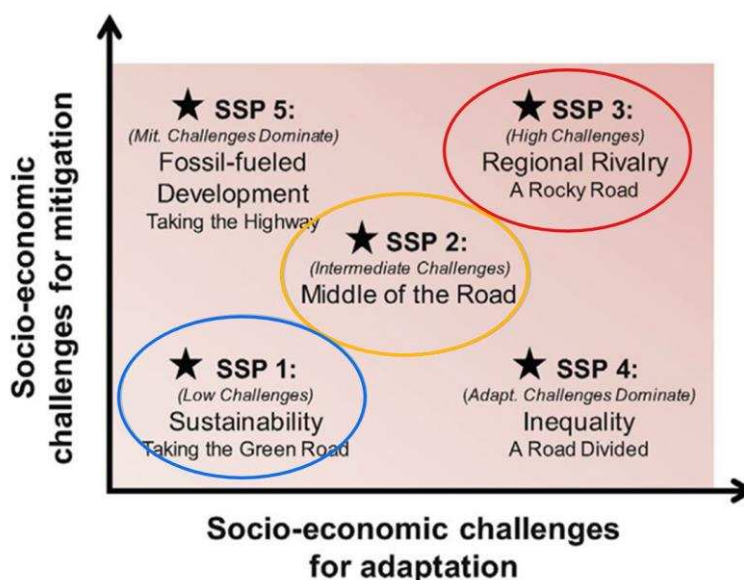 Socio-economic
challenges for mitigation
★ SSP 5:
(Mit. Challenges Dominate)
Fossil-fueled
Development
Taking the Highway
★ SSP 3:
(High Challenges)
Regional Rivalry
A Rocky Road
★ SSP 2:
(Intermediate Challenges)
Middle of the Road
★ SSP 1:
(Low Challenges)
Sustainability
Taking the Green Road
★ SSP 4:
(Adapt. Challenges Dominate)
Inequality
A Road Divided
Socio-economic challenges
for adaptation